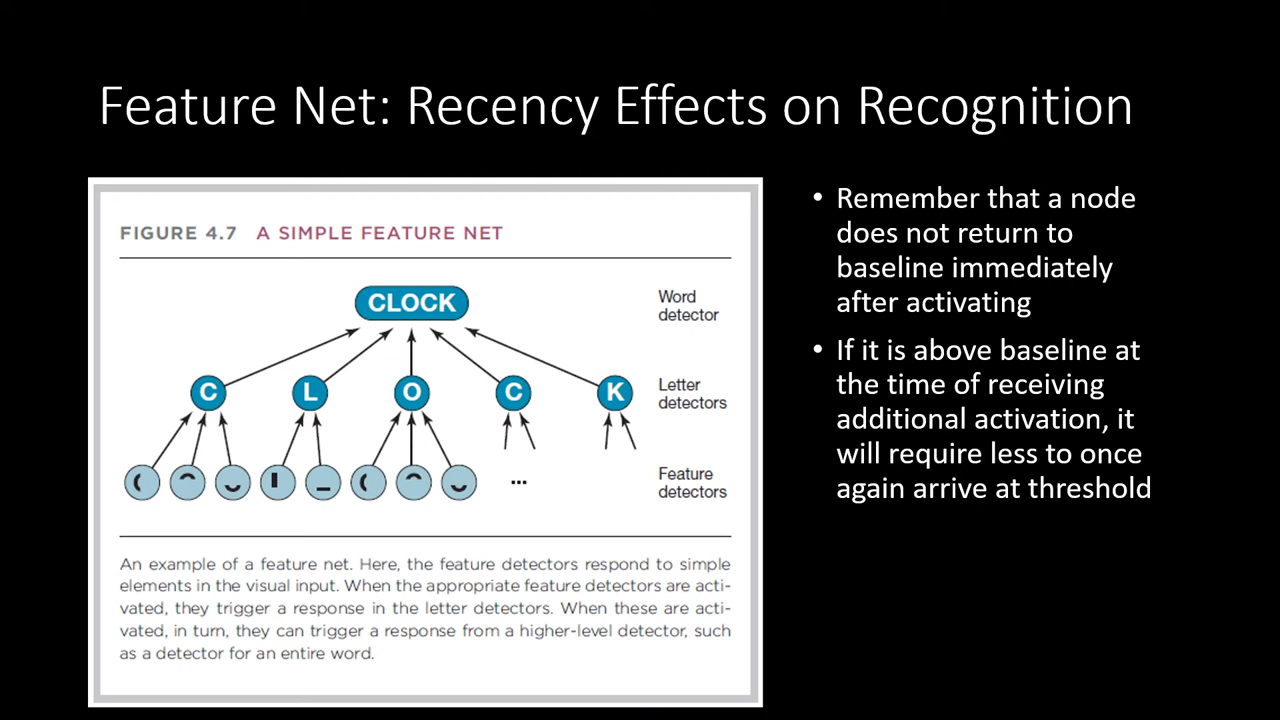 Feature Net: Recency Effects on Recognition
FIGURE 4.7 A SIMPLE FEATURE NET
CLOCK
Word
detector
C L O C K
Letter
detectors
...
Feature
detectors
An example of a feature net. Here, the feature detectors respond to simple
elements in the visual input. When the appropriate feature detectors are acti-
vated, they trigger a response in the letter detectors. When these are acti-
vated, in turn, they can trigger a response from a higher-level detector, such
as a detector for an entire word.
• Remember that a node
does not return to
baseline immediately
after activating
• If it is above baseline at
the time of receiving
additional activation, it
will require less to once
again arrive at threshold